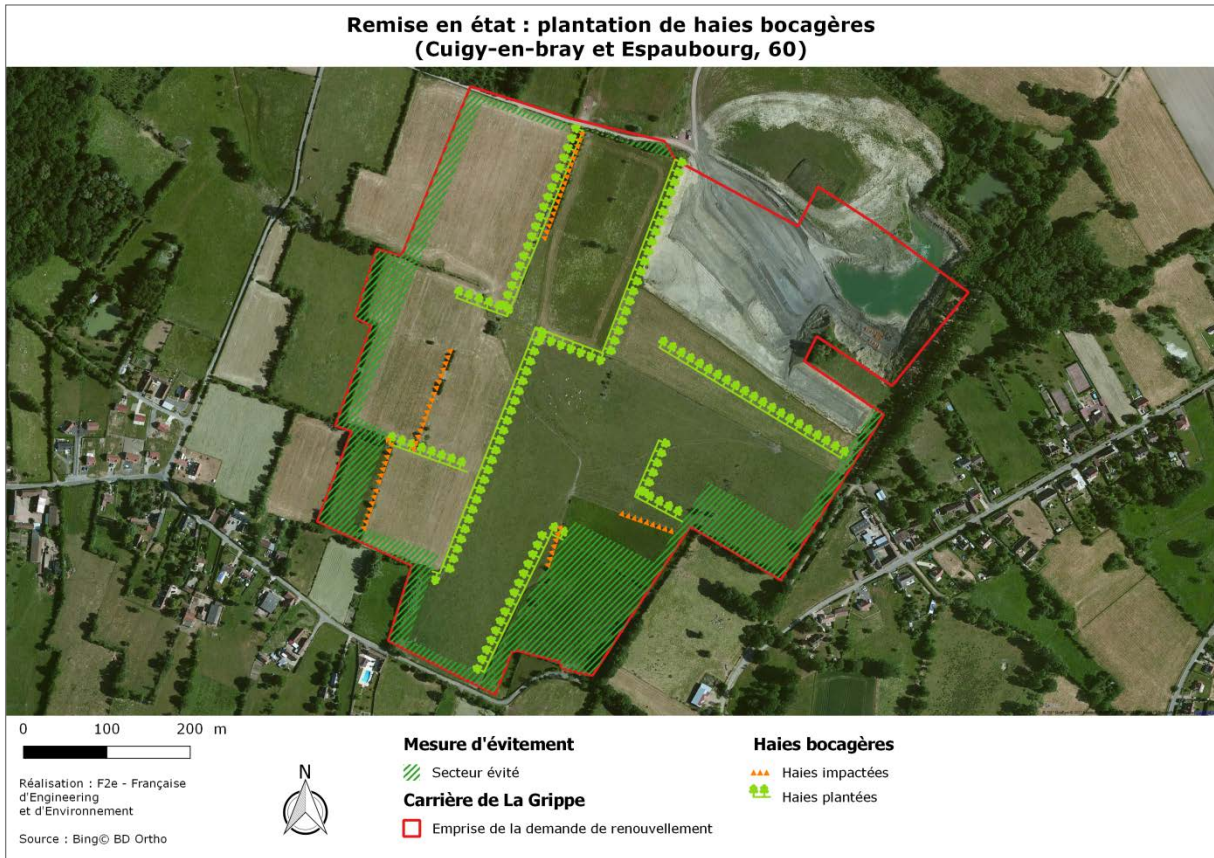 Remise en état : plantation de haies bocagères
(Cuigy-en-bray et Espaubourg, 60)
0 100 200 m
Réalisation : F2e - Française
d'Engineering
et d'Environnement
Source : Bing© BD Ortho
N
Mesure d'évitement
Secteur évité
Carrière de La Grippe
Emprise de la demande de renouvellement
Haies bocagères
Haies impactées
Haies plantées